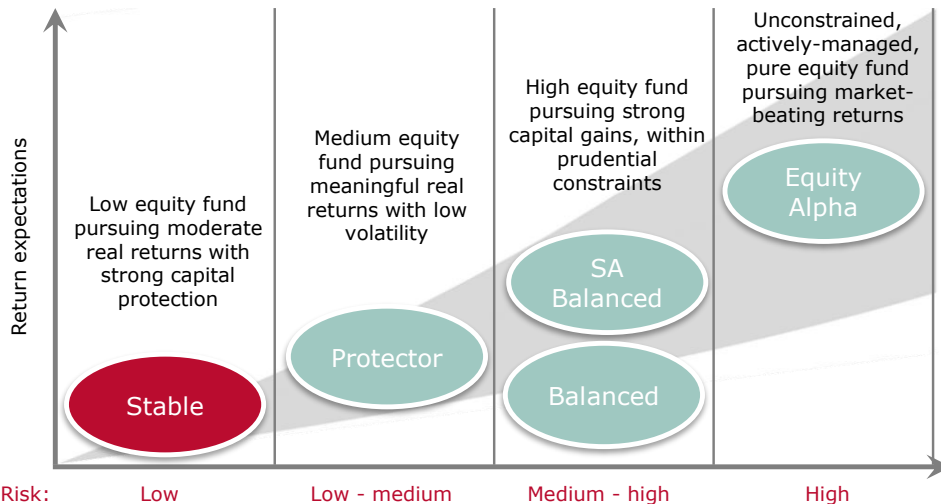 Return expectations
Low equity fund
pursuing moderate
real returns with
strong capital
protection
Stable
Medium equity
fund pursuing
meaningful real
returns with low
volatility
Protector
High equity fund
pursuing strong
capital gains, within
prudential
constraints
SA
Balanced
Balanced
Unconstrained,
actively-managed,
pure equity fund
pursuing market-
beating returns
Equity
Alpha
Risk:
Low
Low - medium
Medium - high
High